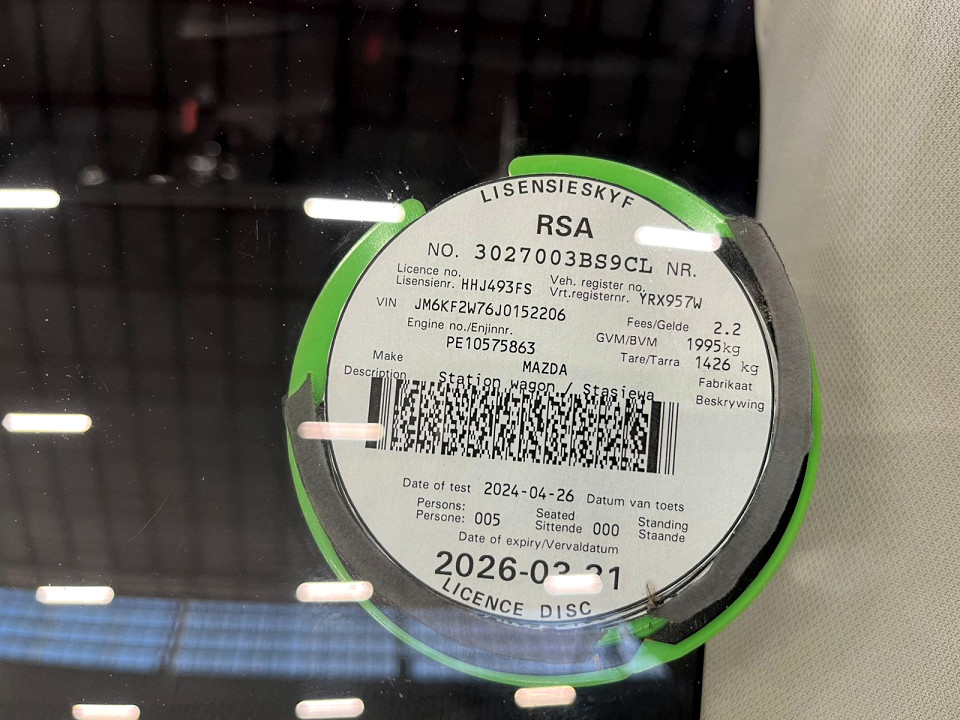 LISENSIESKYF
RSA
NO. 3027003BS9CL NR.
Licence no. Veh. register no.
Lisensienr. HHJ493FS Vrt.registernr. YRX957W
VIN JM6KF2W76J0152206 Fees/Gelde 2.2
Engine no./Enjinnr. GVM/BVM 1995kg
PE10575863 Tare/Tarra 1426 kg
Make MAZDA Fabrikaat
Description Station wagon / Stasiewa Beskrywing
Date of test 2024-04-26 Datum van toets
Persons: Seated Standing
Persone: 005 Sittende 000 Staande
Date of expiry/Vervaldatum
LICENCE DISC